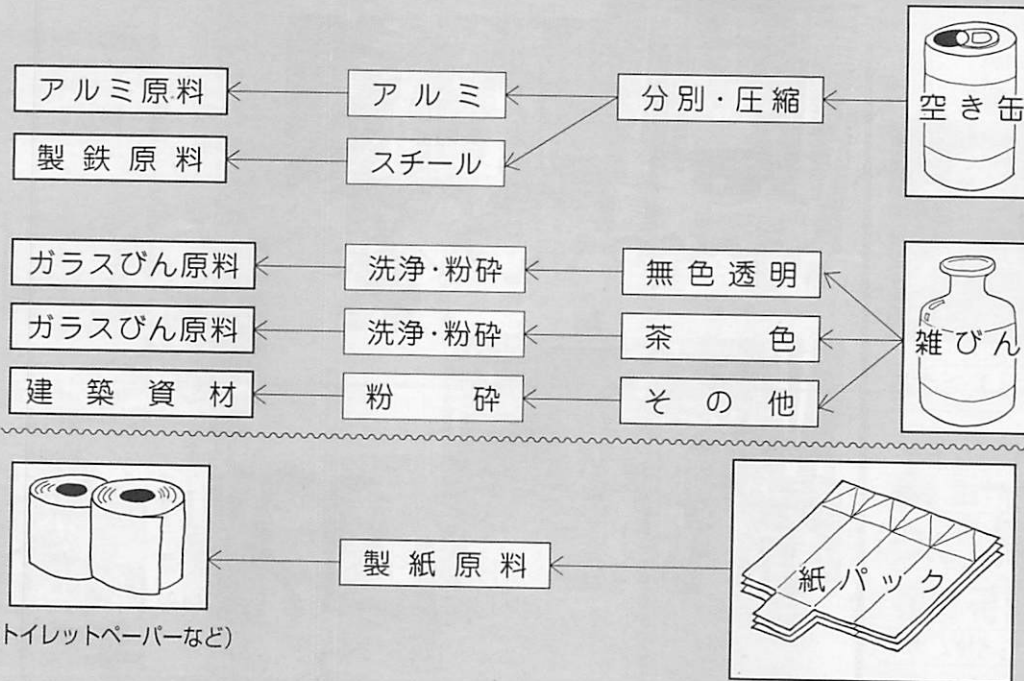 アルミ原料
アルミ
分別・圧縮
空き缶
製鉄原料
スチール
ガラスびん原料
洗浄・粉砕
無色透明
ガラスびん原料
洗浄・粉砕
茶色
雑びん
建築資材
粉砕
その他
製紙原料
紙パック
トイレットペーパーなど)